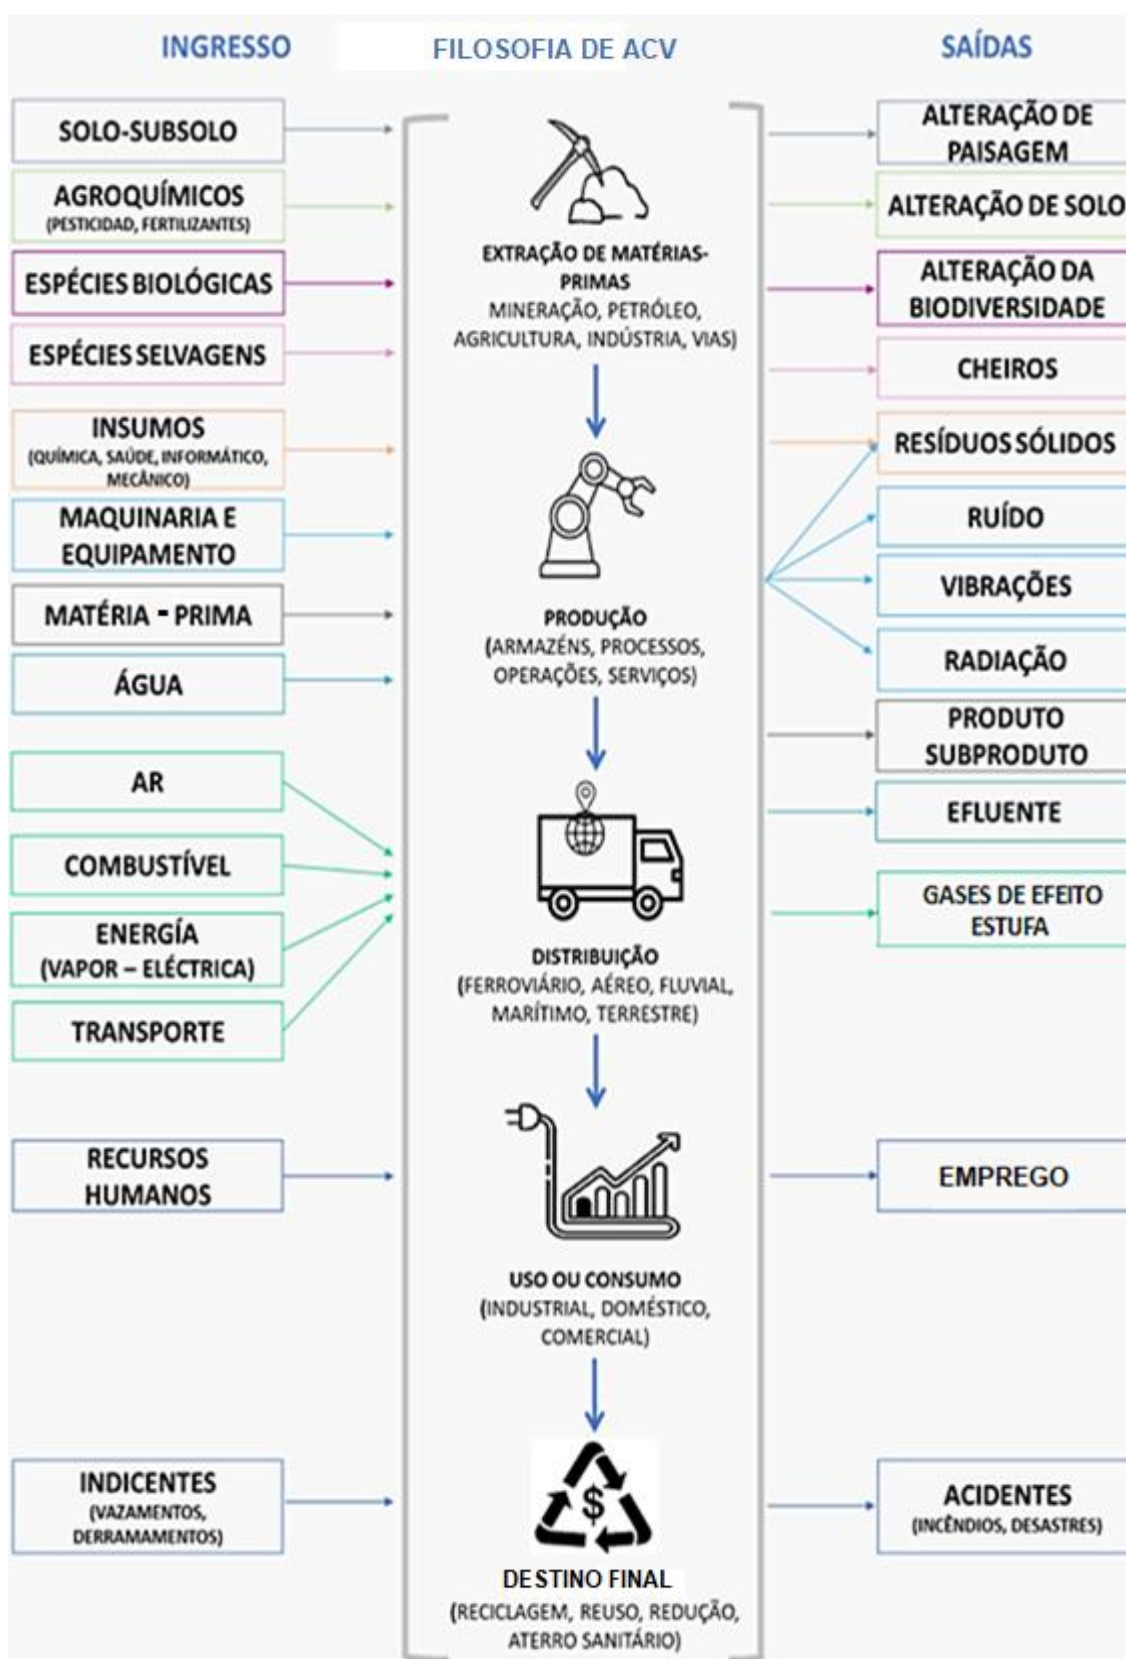 INGRESSO
FILOSOFIA DE ACV
SAÍDAS
SOLO-SUBSOLO
AGROQUÍMICOS
(PESTICIDAD, FERTILIZANTES)
ESPÉCIES BIOLÓGICAS
ESPÉCIES SELVAGENS
INSUMOS
(QUÍMICA, SAÚDE, INFORMÁTICO,
MECÂNICO)
MAQUINARIA E
EQUIPAMENTO
MATÉRIA - PRIMA
ÁGUA
AR
COMBUSTÍVEL
ENERGÍA
(VAPOR – ELÉCTRICA)
TRANSPORTE
RECURSOS
HUMANOS
INDICENTES
(VAZAMENTOS,
DERRAMAMENTOS)
EXTRAÇÃO DE MATÉRIAS-
PRIMAS
MINERAÇÃO, PETRÓLEO,
AGRICULTURA, INDÚSTRIA, VIAS)
PRODUÇÃO
(ARMAZÉNS, PROCESSOS,
OPERAÇÕES, SERVIÇOS)
DISTRIBUIÇÃO
(FERROVIÁRIO, AÉREO, FLUVIAL,
MARÍTIMO, TERRESTRE)
USO OU CONSUMO
(INDUSTRIAL, DOMÉSTICO,
COMERCIAL)
$
DESTINO FINAL
(RECICLAGEM, REUSO, REDUÇÃO,
ATERRO SANITÁRIO)
ALTERAÇÃO DE
PAISAGEM
ALTERAÇÃO DE SOLO
ALTERAÇÃO DA
BIODIVERSIDADE
CHEIROS
RESÍDUOS SÓLIDOS
RUÍDO
VIBRAÇÕES
RADIAÇÃO
PRODUTO
SUBPRODUTO
EFLUENTE
GASES DE EFEITO
ESTUFA
EMPREGO
ACIDENTES
(INCÊNDIOS, DESASTRES)